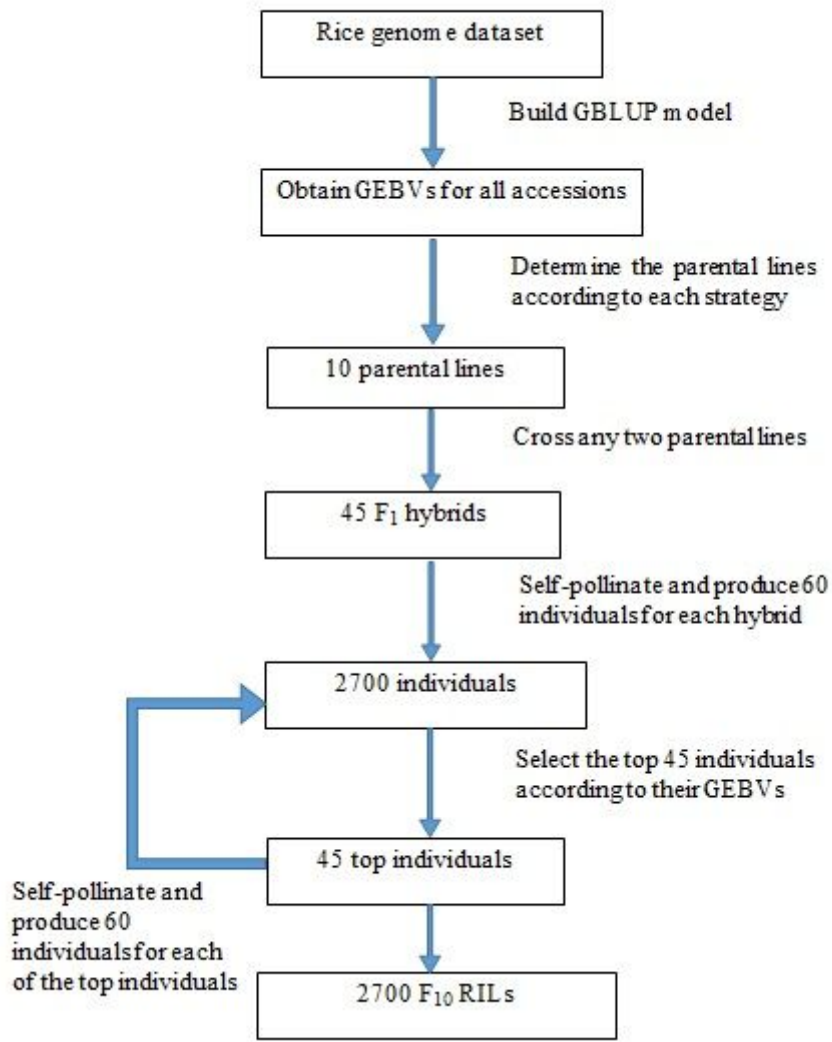 Rice genome dataset
Build GBLUP model
Obtain GEBVs for all accessions
Determine the parental lines
according to each strategy
10 parental lines
Cross any two parental lines
45 F₁ hybrids
Self-pollinate and produce 60
individuals for each hybrid
2700 individuals
Select the top 45 individuals
according to their GEBVs
45 top individuals
Self-pollinate and
produce 60
individuals for each
of the top individuals
2700 F₁₀ RILs